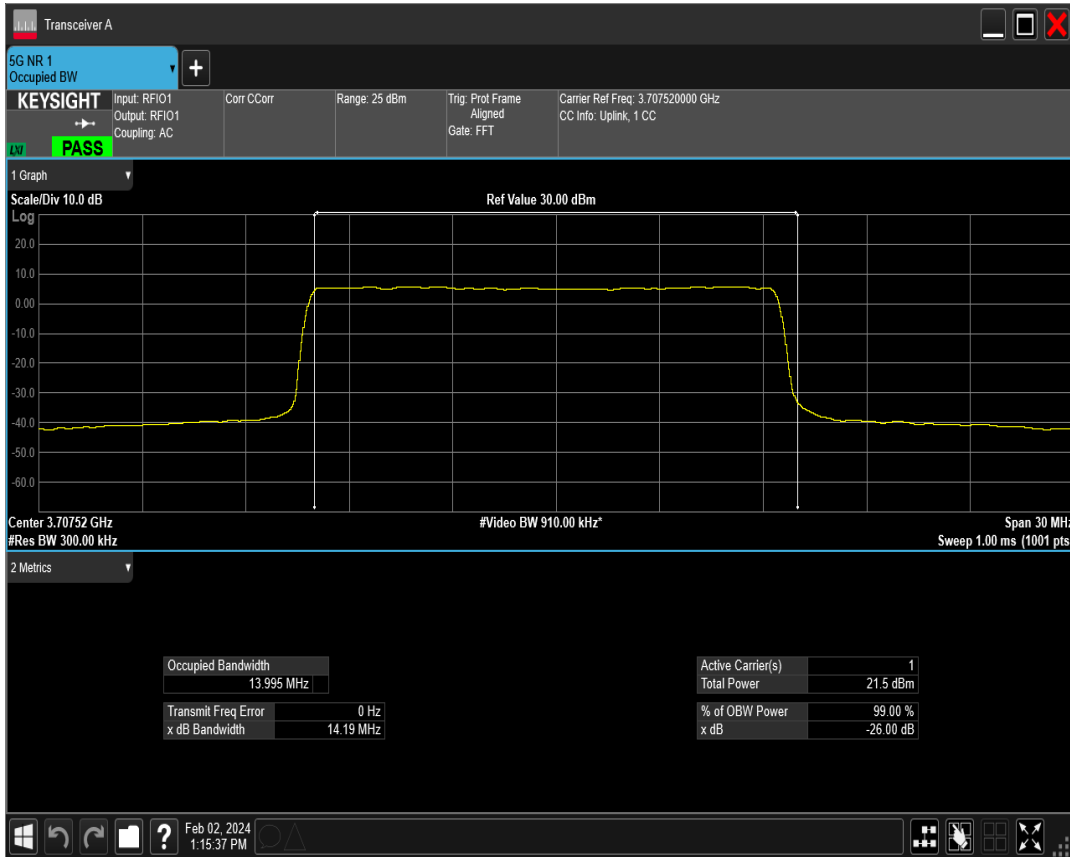 Transceiver A
5G NR 1
Occupied BW
+
KEYSIGHT
LXI
PASS
Input: RFIO1
Output: RFIO1
Coupling: AC
Corr CCorr
Range: 25 dBm
Trig: Prot Frame
Aligned
Gate: FFT
Carrier Ref Freq: 3.707520000 GHz
CC Info: Uplink, 1 CC
1 Graph
Scale/Div 10.0 dB
Ref Value 30.00 dBm
Log
20.0
10.0
0.00
-10.0
-20.0
-30.0
-40.0
-50.0
-60.0
Center 3.70752 GHz
#Video BW 910.00 kHz*
Span 30 MHz
#Res BW 300.00 kHz
Sweep 1.00 ms (1001 pts
2 Metrics
Occupied Bandwidth
13.995 MHz
Transmit Freq Error 0 Hz
x dB Bandwidth 14.19 MHz
Active Carrier(s) 1
Total Power 21.5 dBm
% of OBW Power 99.00 %
x dB -26.00 dB
?
Feb 02, 2024
1:15:37 PM